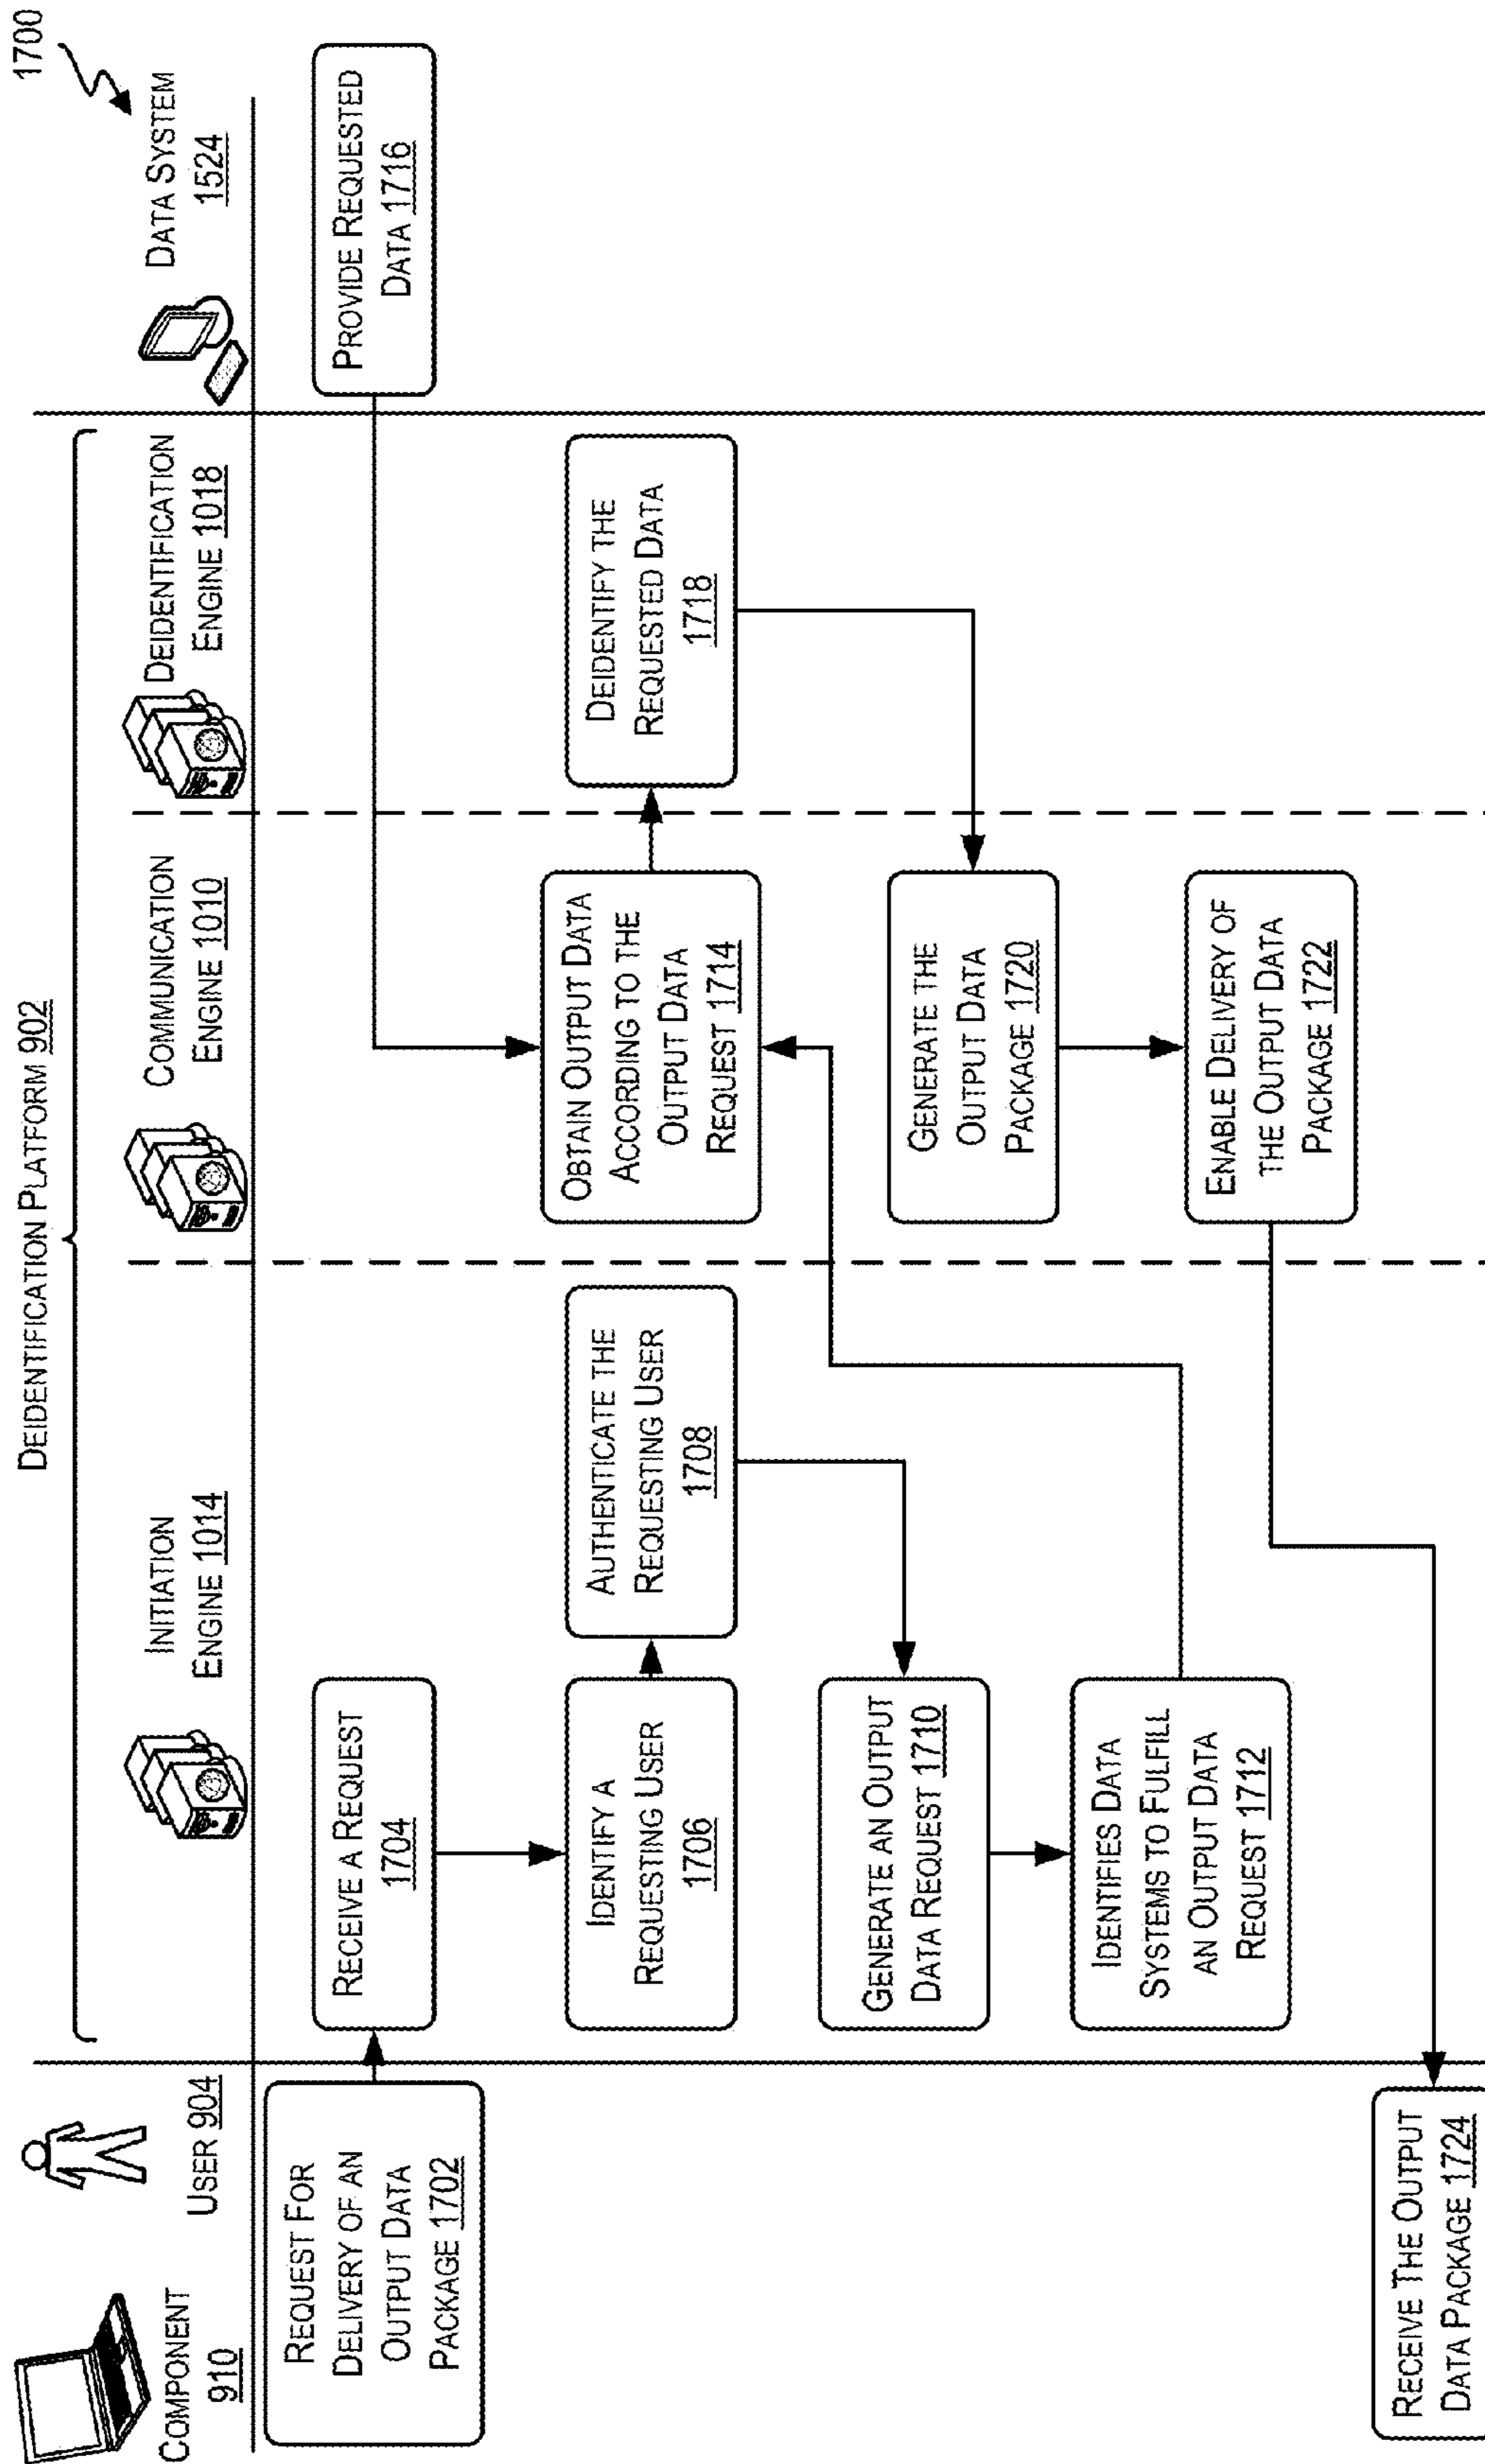 1700
DEIDENTIFICATION PLATFORM 902
COMPONENT
910
USER 904
INITIATION
ENGINE 1014
COMMUNICATION
ENGINE 1010
DEIDENTIFICATION
ENGINE 1018
DATA SYSTEM
1524
REQUEST FOR
DELIVERY OF AN
OUTPUT DATA
PACKAGE 1702
RECEIVE A REQUEST
1704
IDENTIFY A
REQUESTING USER
1706
AUTHENTICATE THE
REQUESTING USER
1708
GENERATE AN OUTPUT
DATA REQUEST 1710
IDENTIFIES DATA
SYSTEMS TO FULFILL
AN OUTPUT DATA
REQUEST 1712
OBTAIN OUTPUT DATA
ACCORDING TO THE
OUTPUT DATA
REQUEST 1714
PROVIDE REQUESTED
DATA 1716
DEIDENTIFY THE
REQUESTED DATA
1718
GENERATE THE
OUTPUT DATA
PACKAGE 1720
ENABLE DELIVERY OF
THE OUTPUT DATA
PACKAGE 1722
RECEIVE THE OUTPUT
DATA PACKAGE 1724